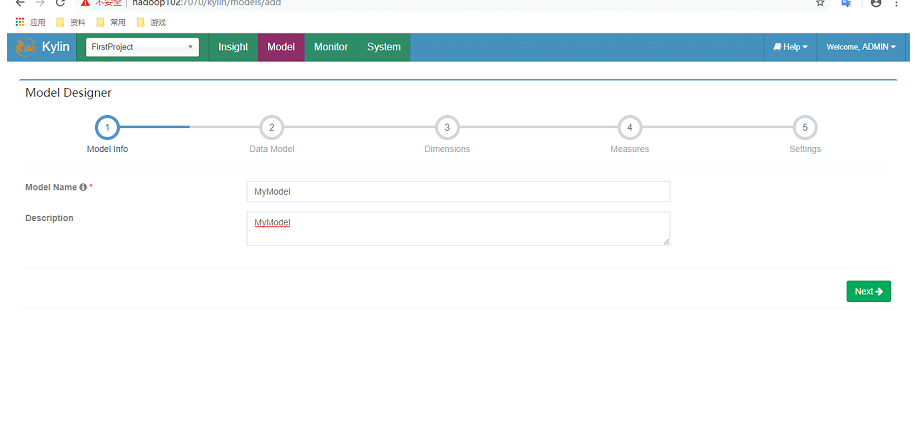 不安全 | hadoop102:7070/kylin/models/add
应用 资料 常用 游戏
Kylin FirstProject Insight Model Monitor System Help Welcome, ADMIN
Model Designer
1 2 3 4 5
Model Info Data Model Dimensions Measures Settings
Model Name * MyModel
Description MyModel
Next